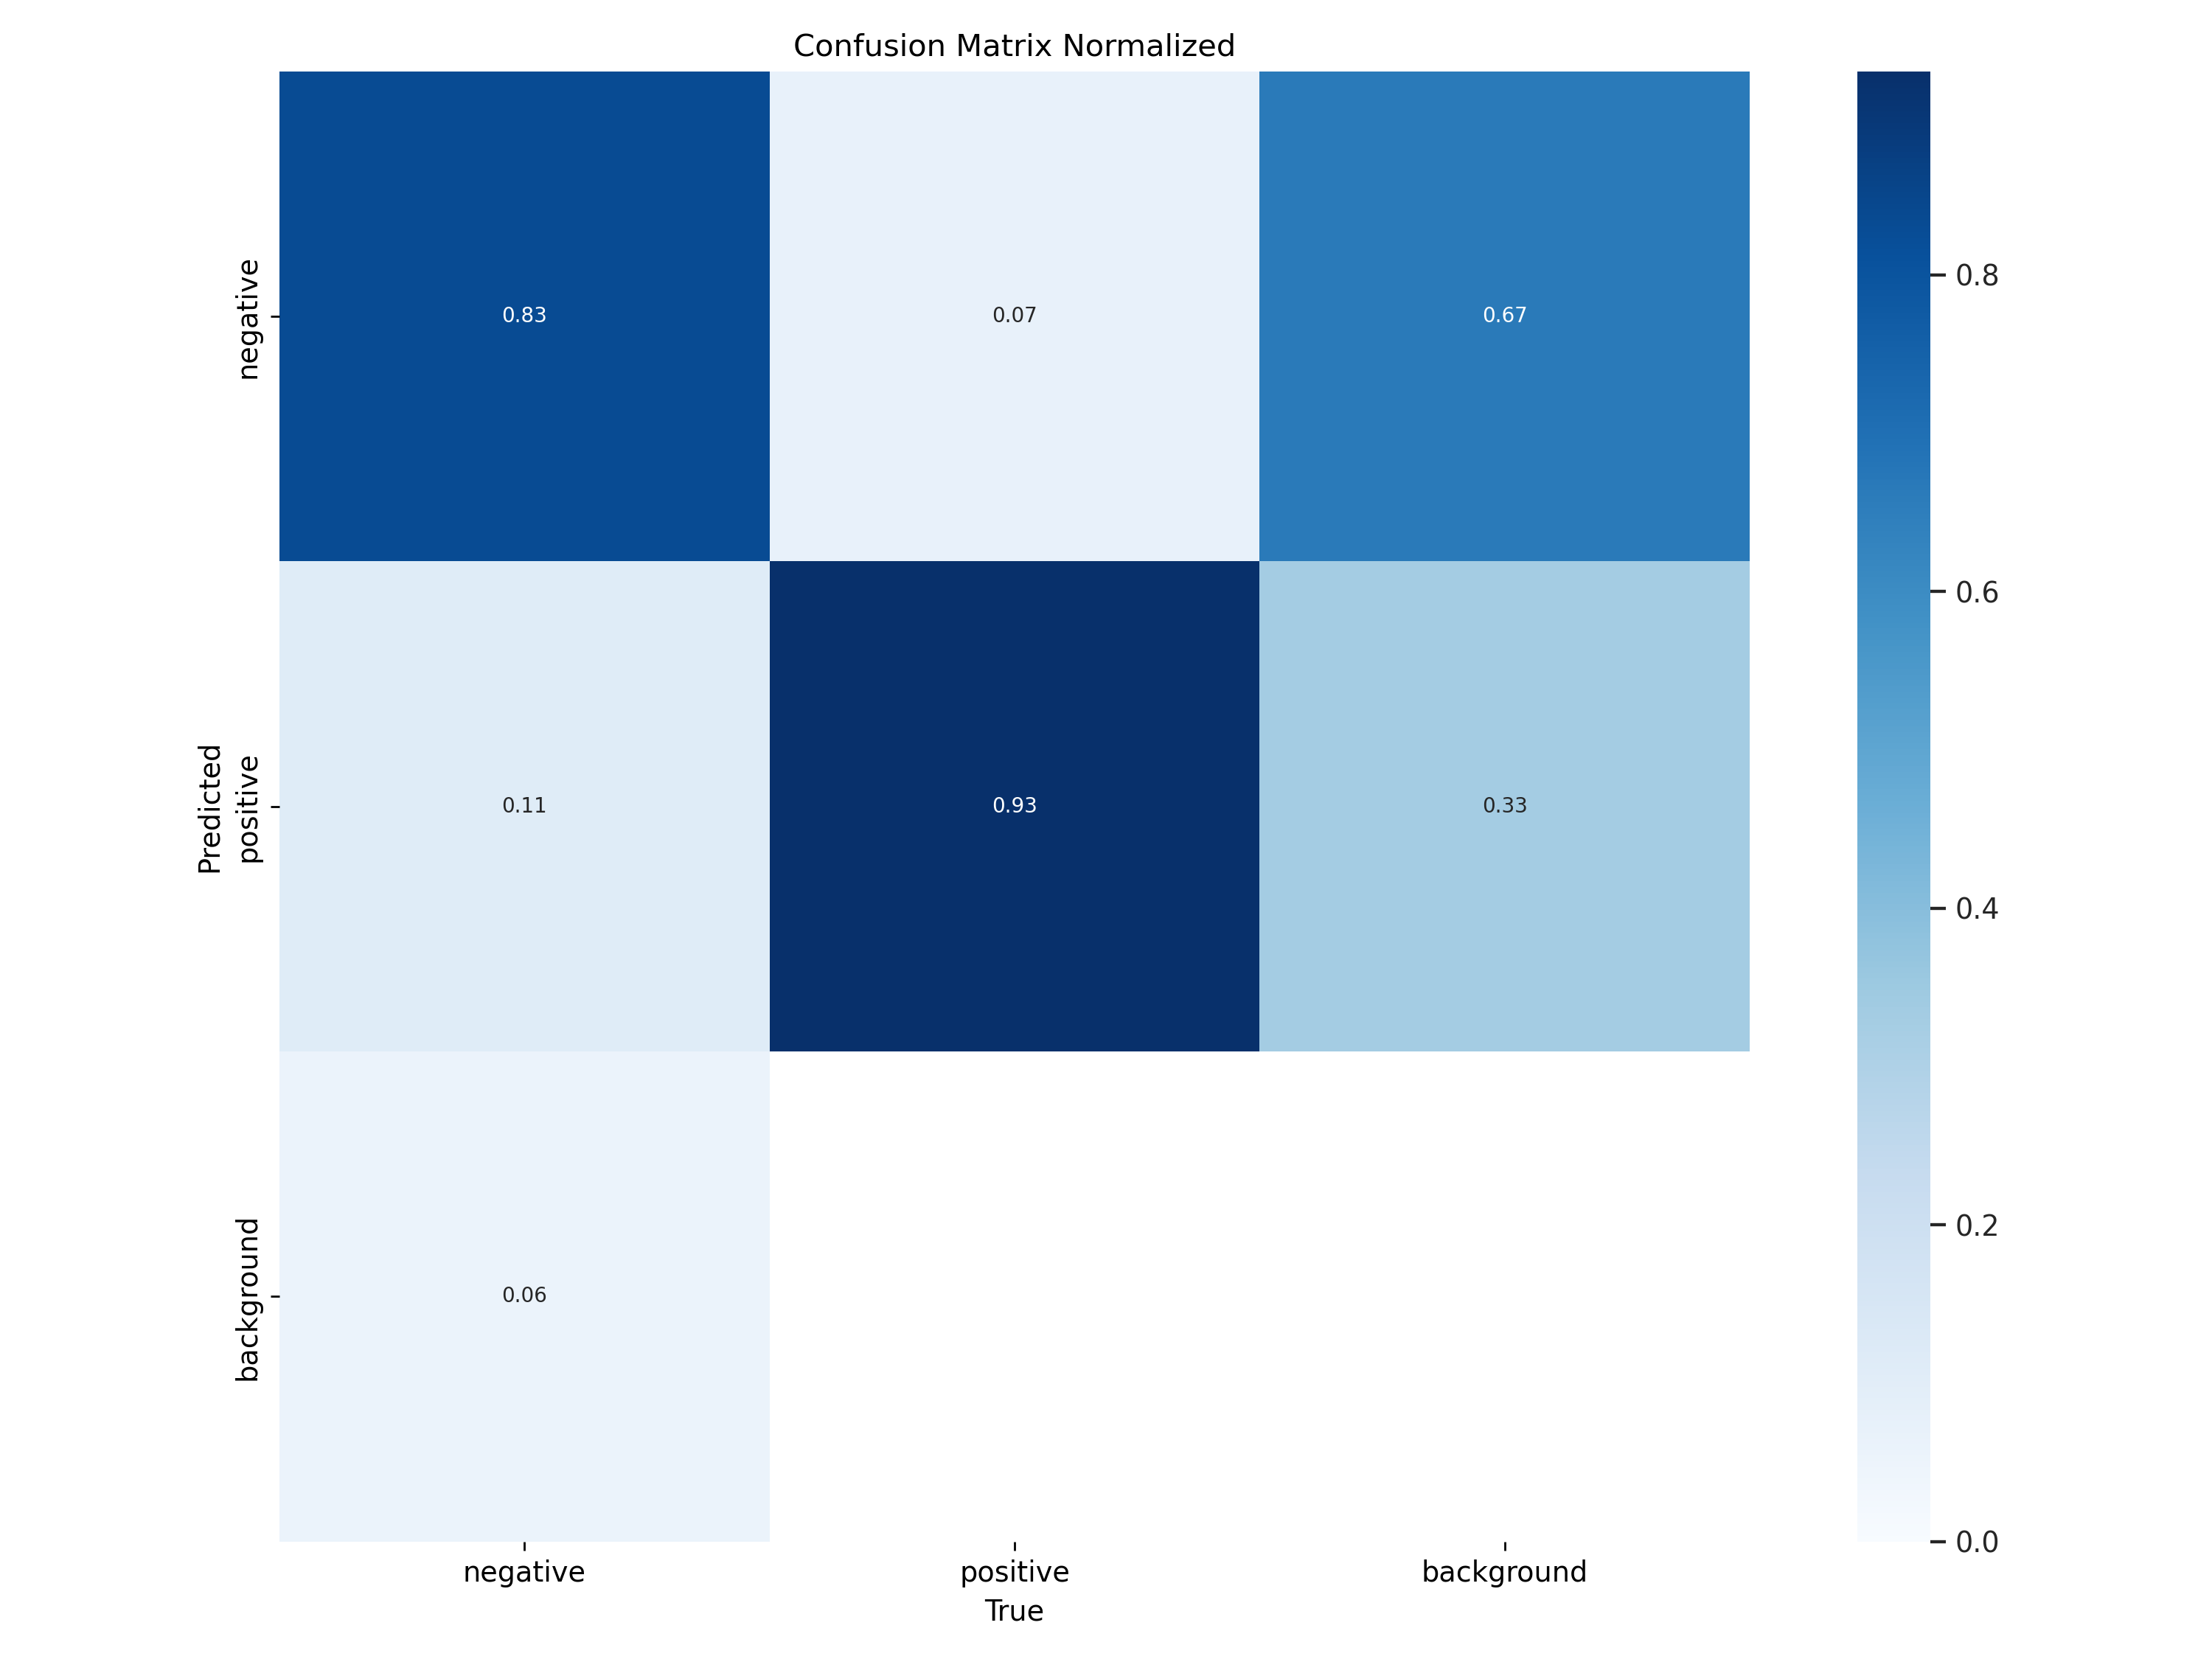 Confusion Matrix Normalized
negative
0.83
0.07
0.67
Predicted
positive
0.11
0.93
0.33
background
0.06
negative
positive
background
True
0.8
0.6
0.4
0.2
0.0